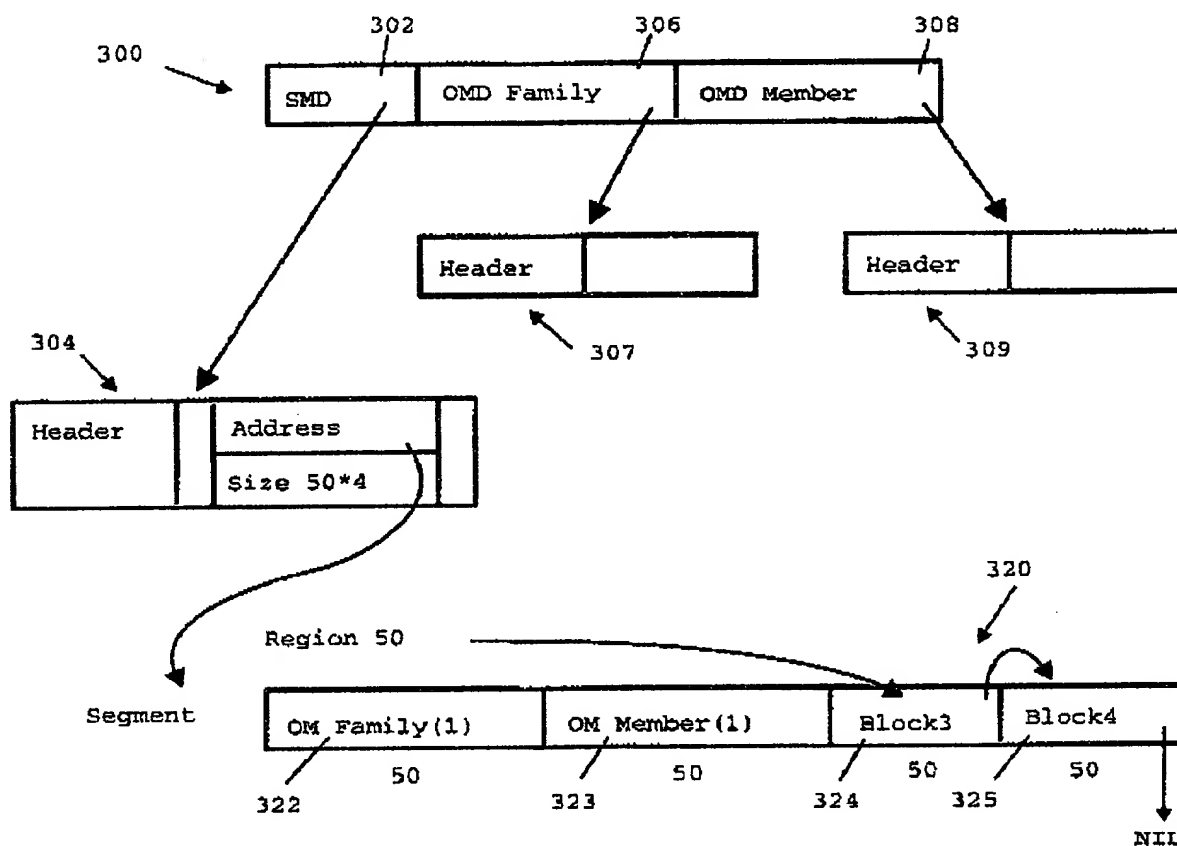 302
306
308
300
SMD
OMD Family
OMD Member
Header
Header
304
307
309
Header
Address
Size 50*4
320
Region 50
Segment
OM Family(1)
OM Member(1)
Block3
Block4
50
50
50
50
322
323
324
325
NIL